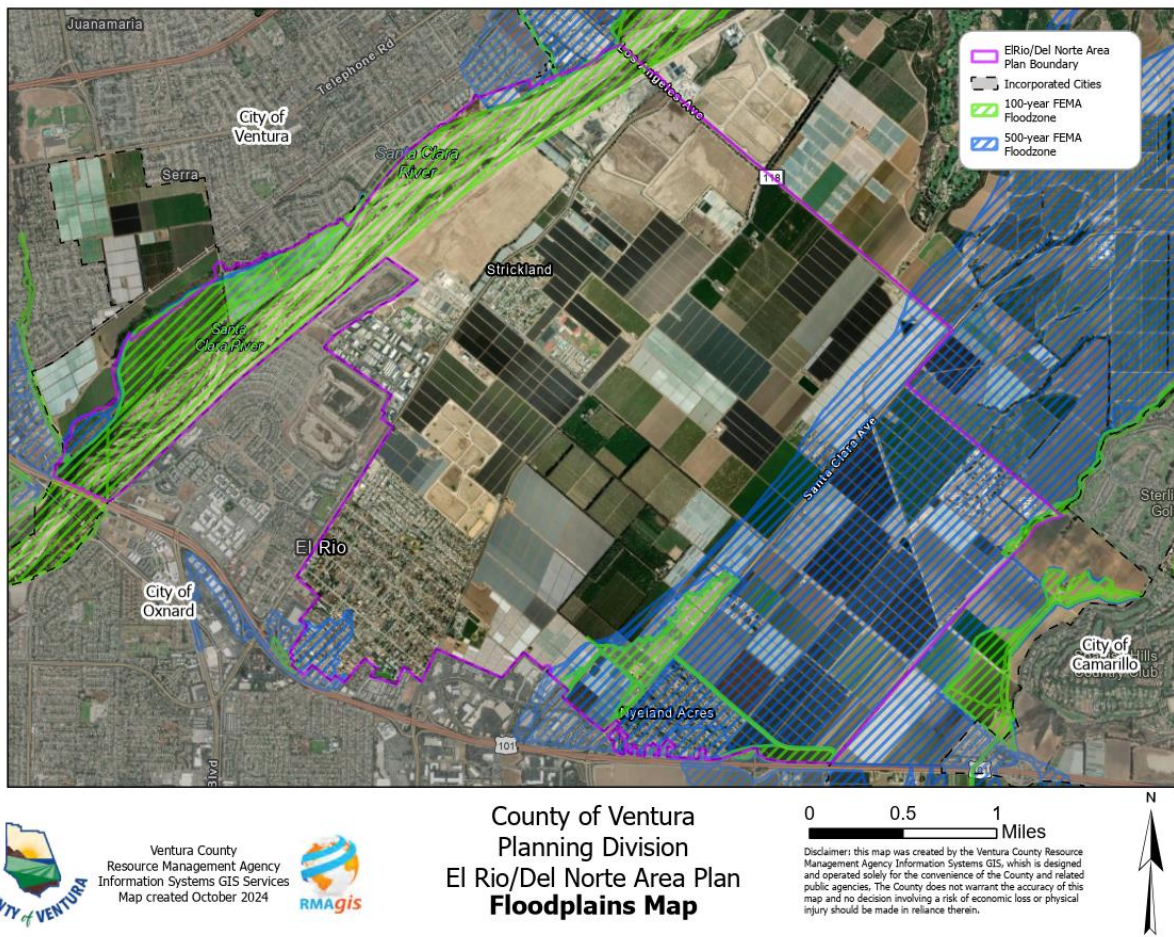 Juanamaria
Telephone Rd
City of
Ventura
Serra
Santa Clara
River
Santa
Clara River
Los Angeles Ave
118
Strickland
Santa Clara Ave
El Rio
City of
Oxnard
Blvd
101
Nyeland Acres
City of
Camarillo
Hills
Country Club
ElRio/Del Norte Area
Plan Boundary
Incorporated Cities
100-year FEMA
Floodzone
500-year FEMA
Floodzone
of VENTURA
Ventura County
Resource Management Agency
Information Systems GIS Services
Map created October 2024
RMAgis
County of Ventura
Planning Division
El Rio/Del Norte Area Plan
Floodplains Map
0 0.5 1
Miles
Disclaimer: this map was created by the Ventura County Resource
Management Agency Information Systems GIS, which is designed
and operated solely for the convenience of the County and related
public agencies. The County does not warrant the accuracy of this
map and no decision involving a risk of economic loss or physical
injury should be made in reliance therein.
N